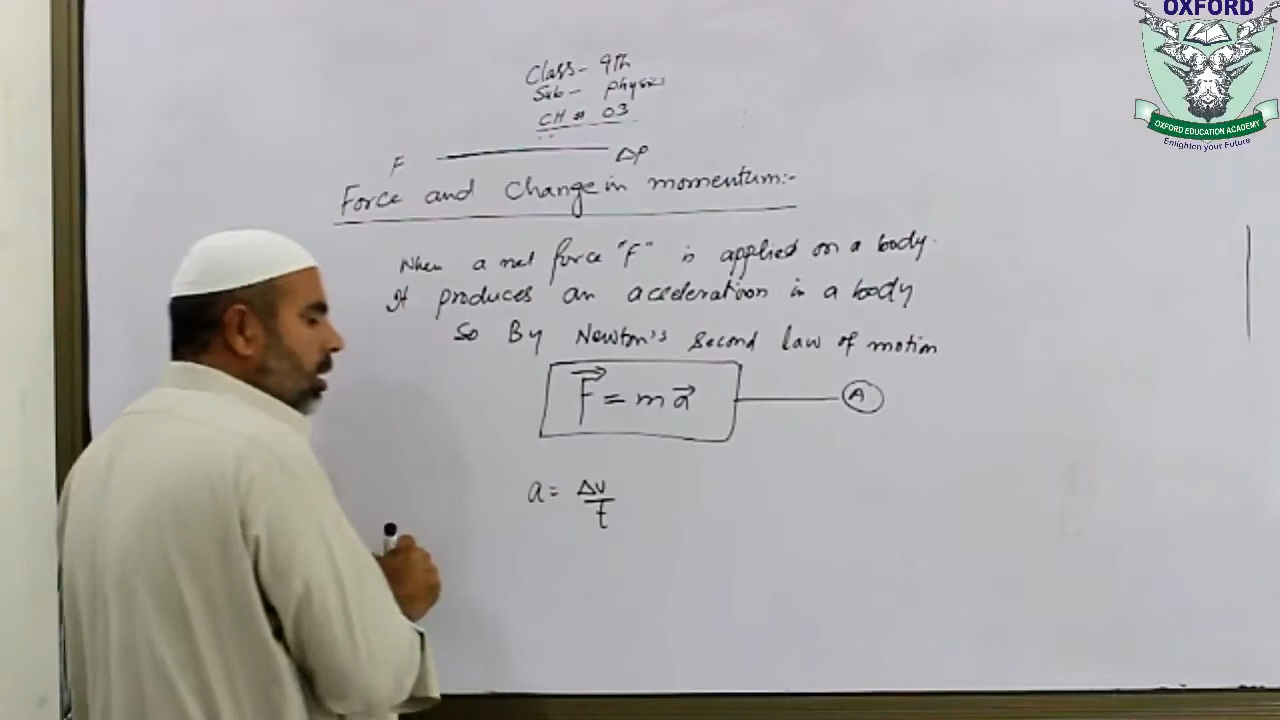 Class - 9th
Sub - Physics
CH # 03
F ΔP
Force and Change in momentum:-
When a net force "F" is applied on a body.
It produces an acceleration in a body
So By Newton's Second Law of motion
F⃗ = ma⃗ A
a = Δv/t
OXFORD
OXFORD EDUCATION ACADEMY
Enlighten your Future